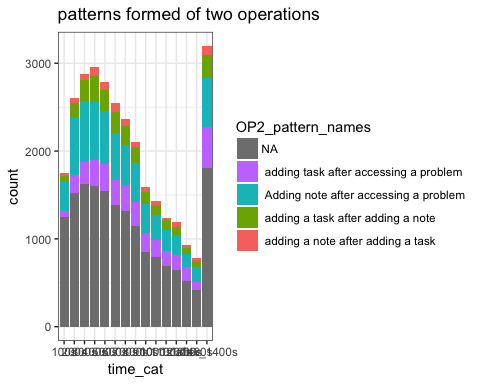 patterns formed of two operations
3000
2000
1000
0
count
time_cat
OP2_pattern_names
NA
adding task after accessing a problem
Adding note after accessing a problem
adding a task after adding a note
adding a note after adding a task